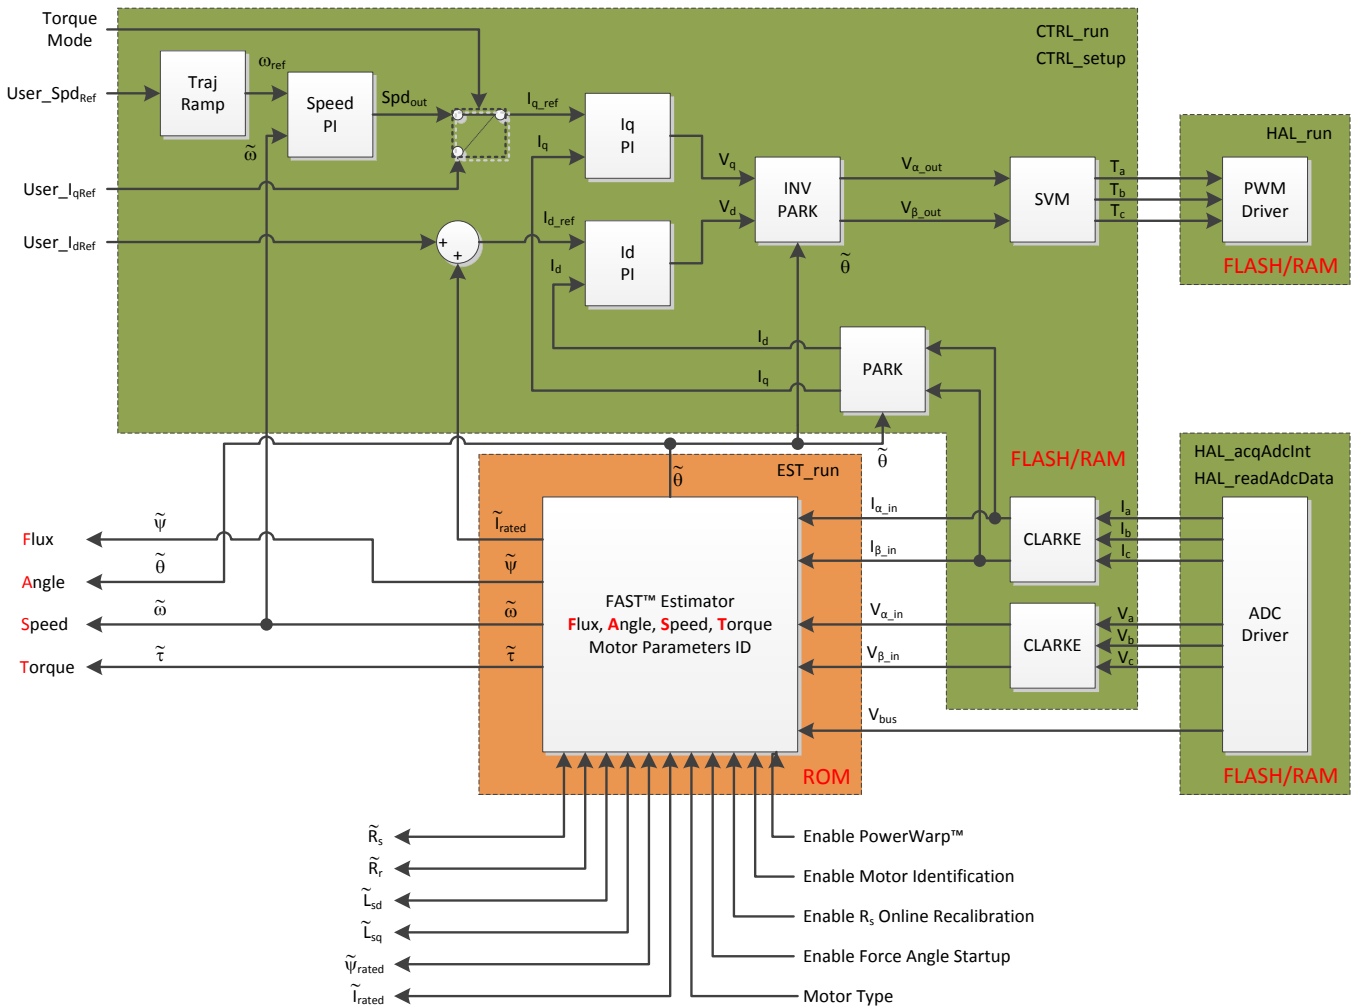 Torque
Mode
CTRL_run
CTRL_setup
User_SpdRef
Traj
Ramp
ωref
Speed
PI
Spdout
Iq_ref
Iq
PI
Iq
ω̃
User_IqRef
Vq
Vd
INV
PARK
Vα_out
Vβ_out
SVM
Ta
Tb
Tc
HAL_run
PWM
Driver
FLASH/RAM
User_IdRef
+
+
Id_ref
Id
Id
PI
θ̃
Id
Iq
PARK
θ̃
θ̃
EST_run
FLASH/RAM
HAL_acqAdcInt
HAL_readAdcData
Ĩrated
Iα_in
Iβ_in
CLARKE
Ia
Ib
Ic
Flux
ψ̃
ψ̃
Angle
θ̃
Speed
ω̃
ω̃
Torque
τ̃
τ̃
FAST™ Estimator
Flux, Angle, Speed, Torque
Motor Parameters ID
Vα_in
Vβ_in
CLARKE
Va
Vb
Vc
ADC
Driver
Vbus
ROM
FLASH/RAM
R̃s
R̃r
L̃sd
L̃sq
ψ̃rated
Ĩrated
Enable PowerWarp™
Enable Motor Identification
Enable Rs Online Recalibration
Enable Force Angle Startup
Motor Type